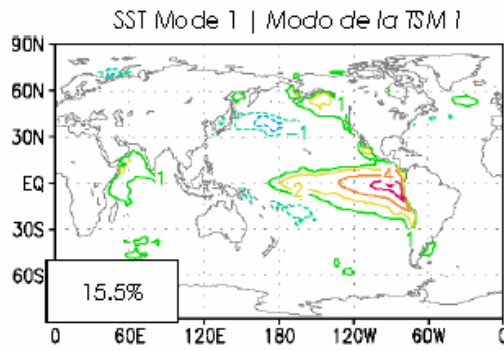 SST Mode 1 | Modo de la TSM 1
90N
60N
30N
EQ
30S
60S
1
-1
1
2
4
1
15.5%
0
60E
120E
180
120W
60W
0